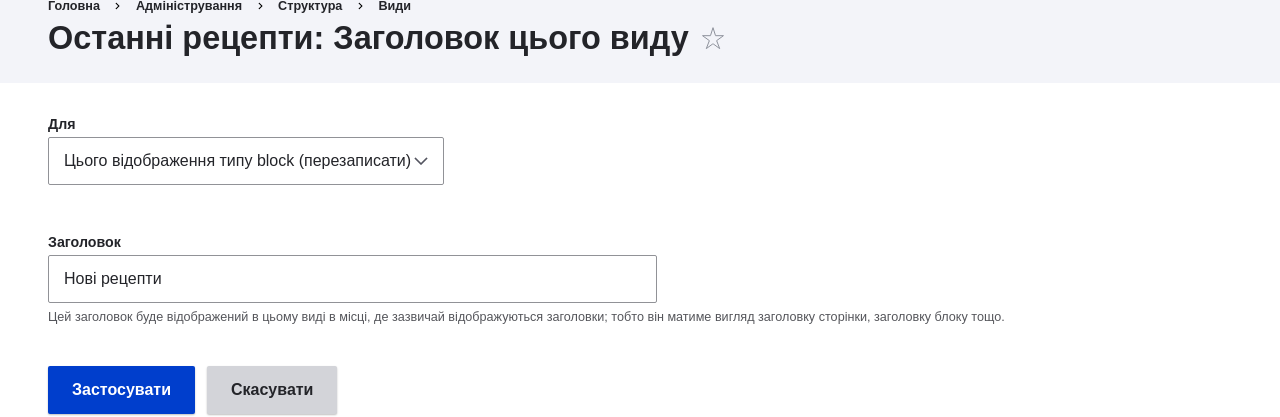 Головна > Адміністрування > Структура > Види
Останні рецепти: Заголовок цього виду ☆
Для
Цього відображення типу block (перезаписати)
Заголовок
Нові рецепти
Цей заголовок буде відображений в цьому виді в місці, де зазвичай відображуються заголовки; тобто він матиме вигляд заголовку сторінки, заголовку блоку тощо.
Застосувати Скасувати